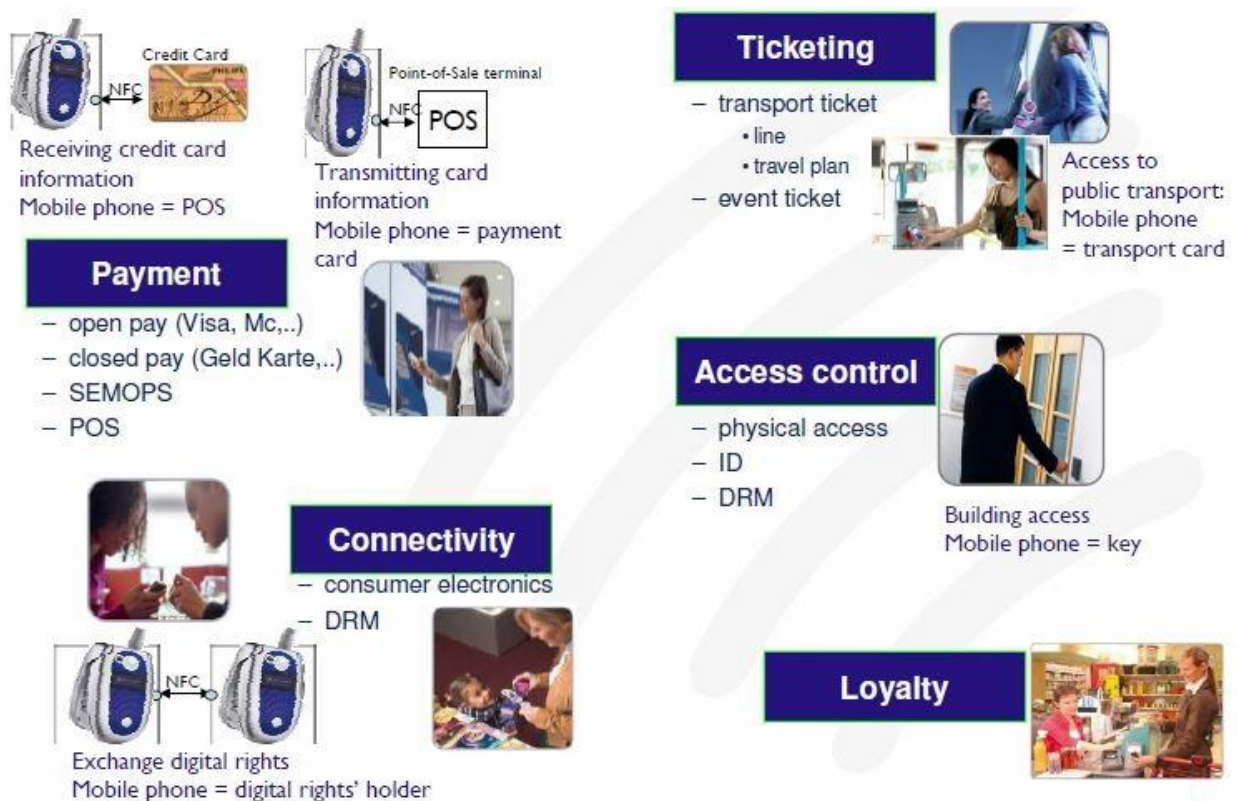 Credit Card
PHILIPS
NFC
Receiving credit card
information
Mobile phone = POS
Point-of-Sale terminal
NFC
POS
Transmitting card
information
Mobile phone = payment
card
Payment
– open pay (Visa, Mc,..)
– closed pay (Geld Karte,..)
– SEMOPS
– POS
Connectivity
– consumer electronics
– DRM
NFC
Exchange digital rights
Mobile phone = digital rights' holder
Ticketing
– transport ticket
• line
• travel plan
– event ticket
Access to
public transport:
Mobile phone
= transport card
Access control
– physical access
– ID
– DRM
Building access
Mobile phone = key
Loyalty